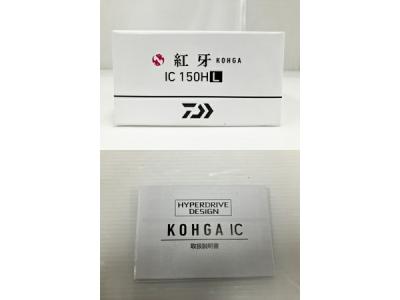 紅牙 KOHGA
IC 150H L
HYPERDRIVE
DESIGN
KOHGA IC
取扱説明書